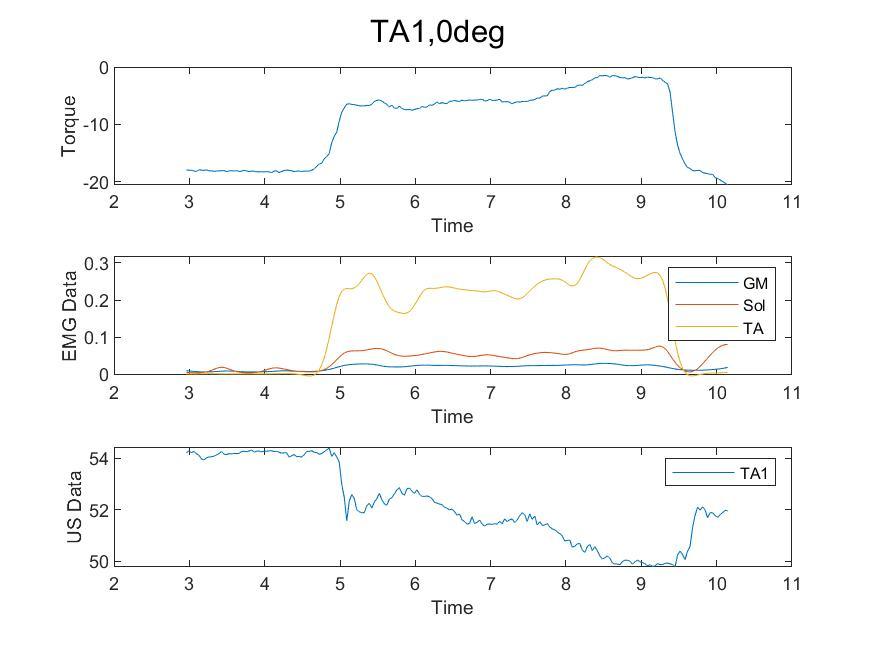 TA1,0deg
0
-10
-20
Torque
2 3 4 5 6 7 8 9 10 11
Time
0.3
0.2
0.1
0
EMG Data
GM
Sol
TA
2 3 4 5 6 7 8 9 10 11
Time
54
52
50
US Data
TA1
2 3 4 5 6 7 8 9 10 11
Time